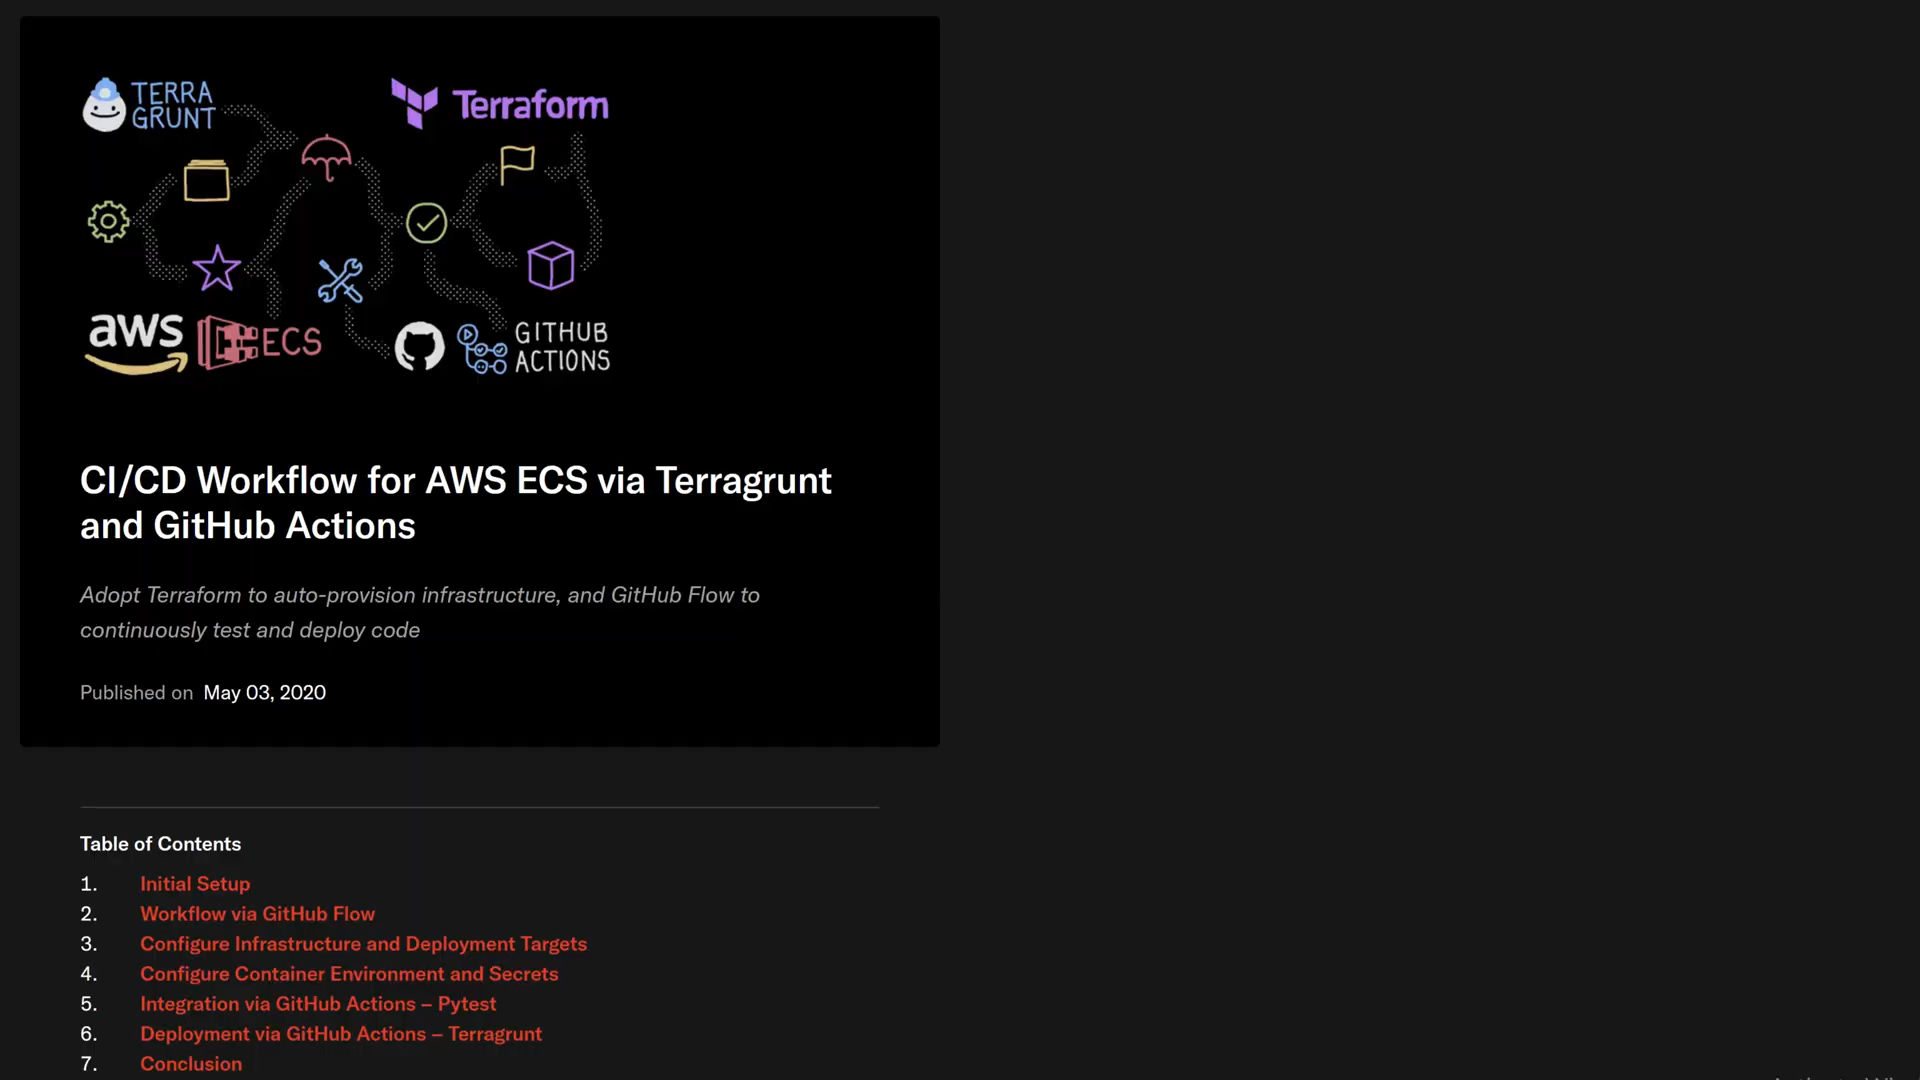 TERRA
GRUNT
Terraform
aws
ECS
GITHUB
ACTIONS
CI/CD Workflow for AWS ECS via Terragrunt
and GitHub Actions
Adopt Terraform to auto-provision infrastructure, and GitHub Flow to
continuously test and deploy code
Published on May 03, 2020
Table of Contents
1. Initial Setup
2. Workflow via GitHub Flow
3. Configure Infrastructure and Deployment Targets
4. Configure Container Environment and Secrets
5. Integration via GitHub Actions – Pytest
6. Deployment via GitHub Actions – Terragrunt
7. Conclusion